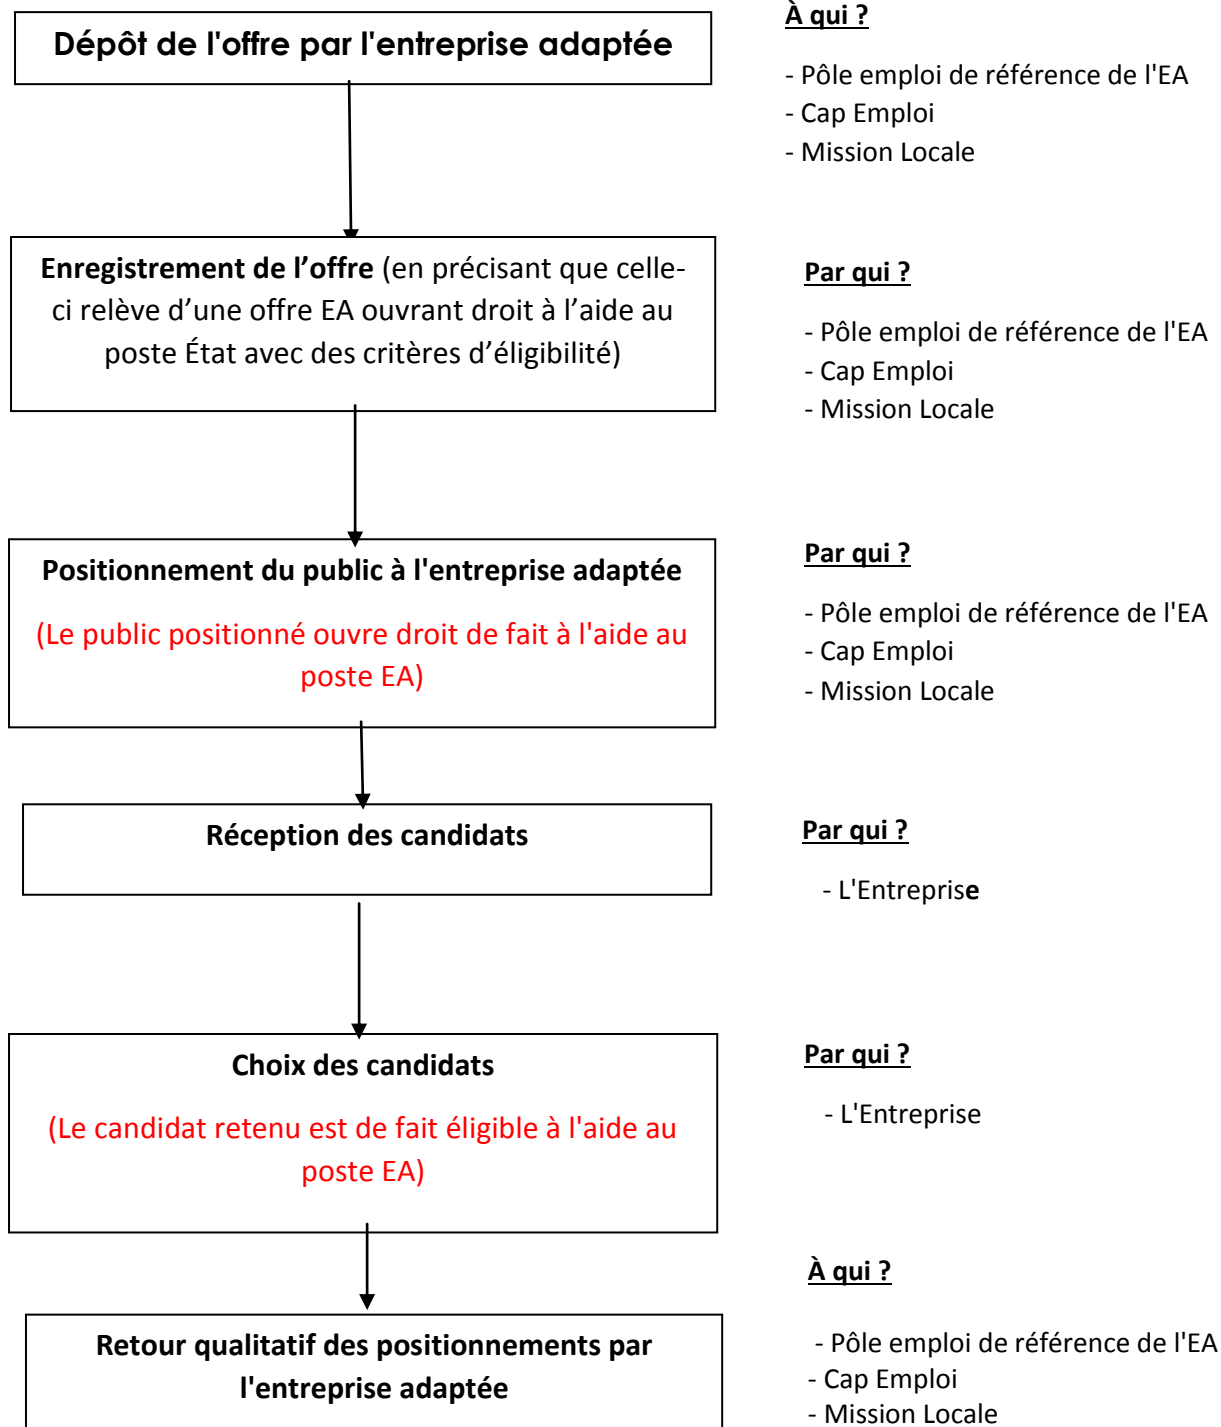 Dépôt de l'offre par l'entreprise adaptée
À qui ?
- Pôle emploi de référence de l'EA
- Cap Emploi
- Mission Locale
Enregistrement de l’offre (en précisant que celle-
ci relève d’une offre EA ouvrant droit à l’aide au
poste État avec des critères d’éligibilité)
Par qui ?
- Pôle emploi de référence de l'EA
- Cap Emploi
- Mission Locale
Positionnement du public à l'entreprise adaptée
(Le public positionné ouvre droit de fait à l'aide au
poste EA)
Par qui ?
- Pôle emploi de référence de l'EA
- Cap Emploi
- Mission Locale
Réception des candidats
Par qui ?
- L'Entreprise
Choix des candidats
(Le candidat retenu est de fait éligible à l'aide au
poste EA)
Par qui ?
- L'Entreprise
Retour qualitatif des positionnements par
l'entreprise adaptée
À qui ?
- Pôle emploi de référence de l'EA
- Cap Emploi
- Mission Locale